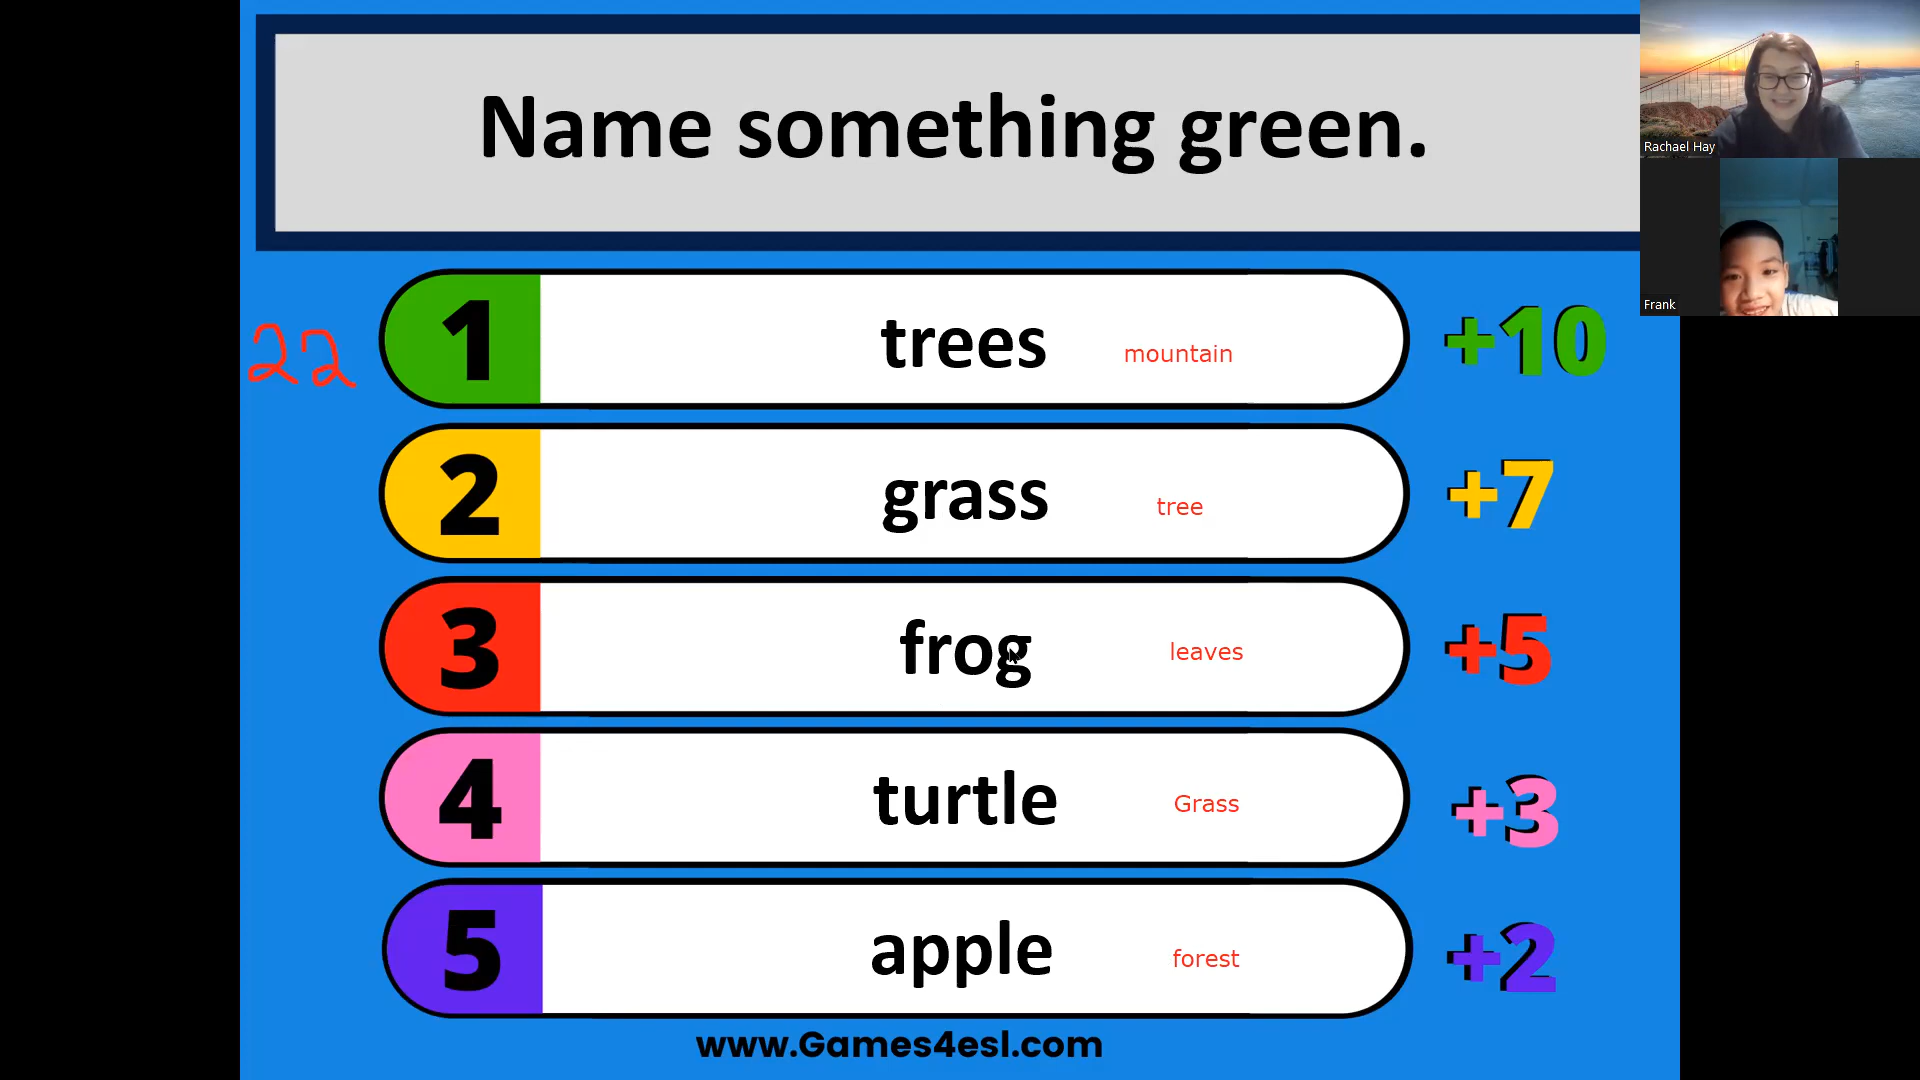 Name something green.
Rachael Hay
Frank
22
1 trees mountain +10
2 grass tree +7
3 frog leaves +5
4 turtle Grass +3
5 apple forest +2
www.Games4esl.com